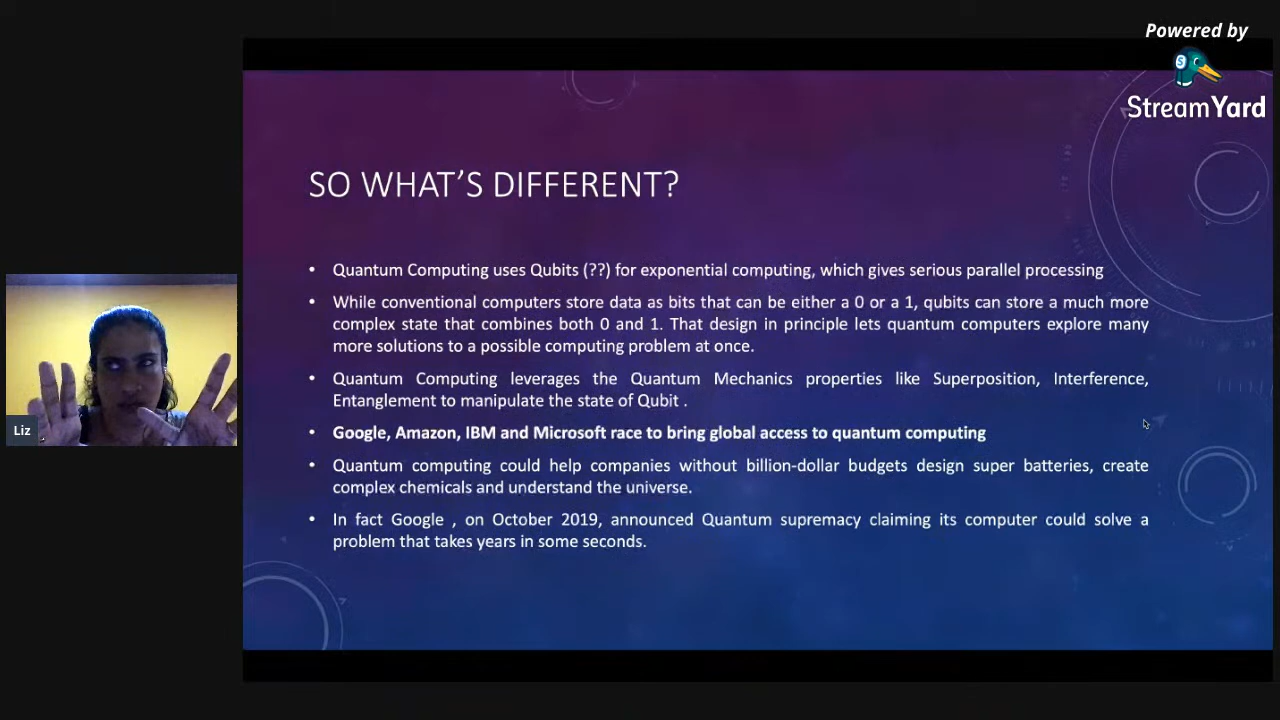 Powered by
StreamYard
SO WHAT'S DIFFERENT?
• Quantum Computing uses Qubits (??) for exponential computing, which gives serious parallel processing
• While conventional computers store data as bits that can be either a 0 or a 1, qubits can store a much more
complex state that combines both 0 and 1. That design in principle lets quantum computers explore many
more solutions to a possible computing problem at once.
• Quantum Computing leverages the Quantum Mechanics properties like Superposition, Interference,
Entanglement to manipulate the state of Qubit .
• Google, Amazon, IBM and Microsoft race to bring global access to quantum computing
• Quantum computing could help companies without billion-dollar budgets design super batteries, create
complex chemicals and understand the universe.
• In fact Google , on October 2019, announced Quantum supremacy claiming its computer could solve a
problem that takes years in some seconds.
Liz